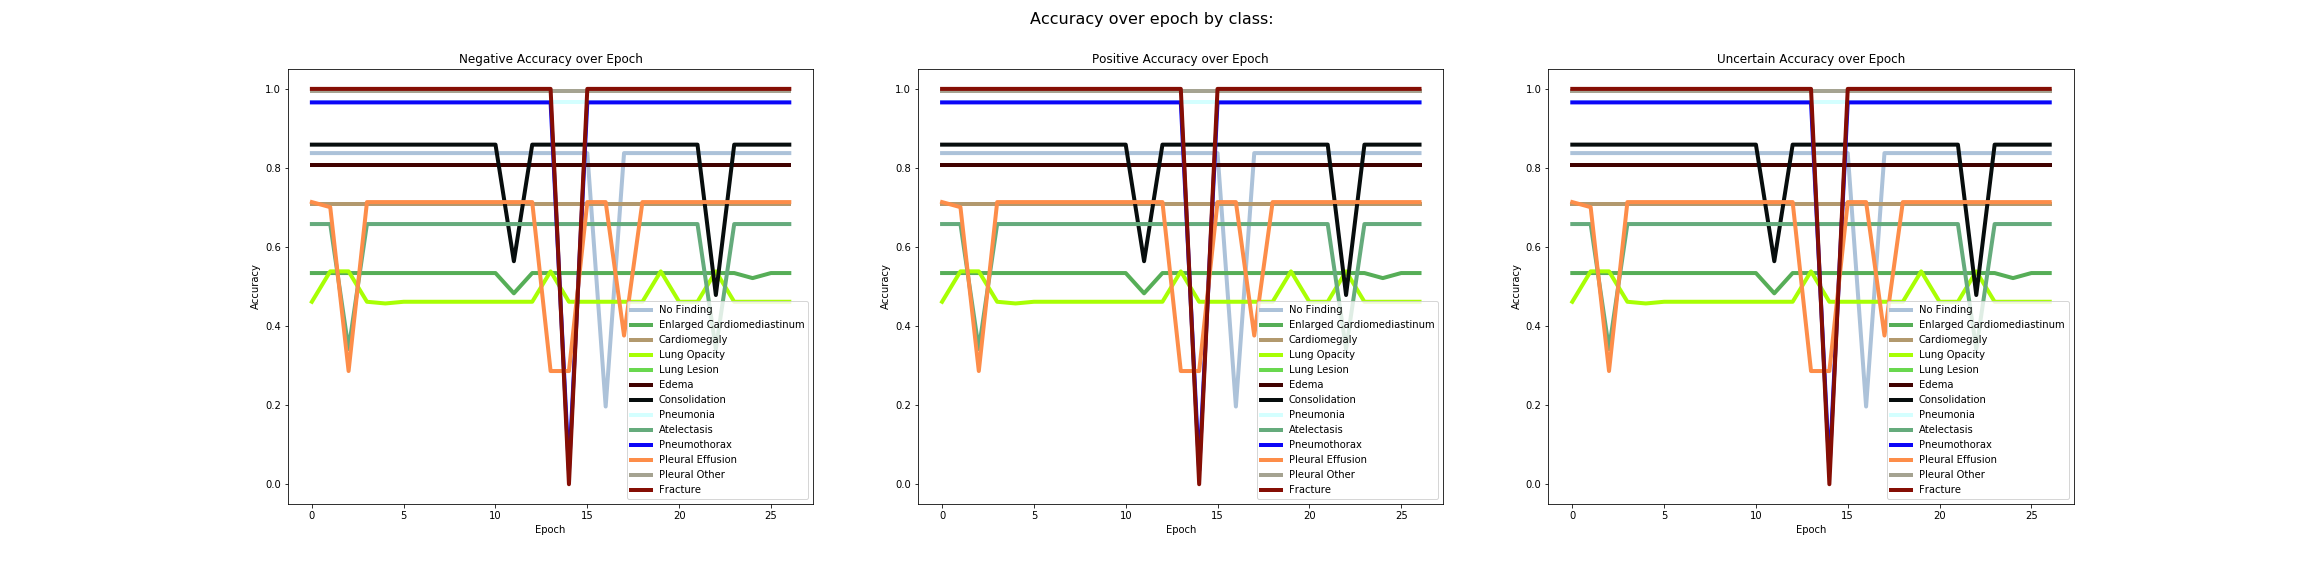 Accuracy over epoch by class:
Negative Accuracy over Epoch
1.0
0.8
0.6
0.4
0.2
0.0
Accuracy
0 5 10 15 20 25
Epoch
No Finding
Enlarged Cardiomediastinum
Cardiomegaly
Lung Opacity
Lung Lesion
Edema
Consolidation
Pneumonia
Atelectasis
Pneumothorax
Pleural Effusion
Pleural Other
Fracture
Positive Accuracy over Epoch
1.0
0.8
0.6
0.4
0.2
0.0
Accuracy
0 5 10 15 20 25
Epoch
No Finding
Enlarged Cardiomediastinum
Cardiomegaly
Lung Opacity
Lung Lesion
Edema
Consolidation
Pneumonia
Atelectasis
Pneumothorax
Pleural Effusion
Pleural Other
Fracture
Uncertain Accuracy over Epoch
1.0
0.8
0.6
0.4
0.2
0.0
Accuracy
0 5 10 15 20 25
Epoch
No Finding
Enlarged Cardiomediastinum
Cardiomegaly
Lung Opacity
Lung Lesion
Edema
Consolidation
Pneumonia
Atelectasis
Pneumothorax
Pleural Effusion
Pleural Other
Fracture